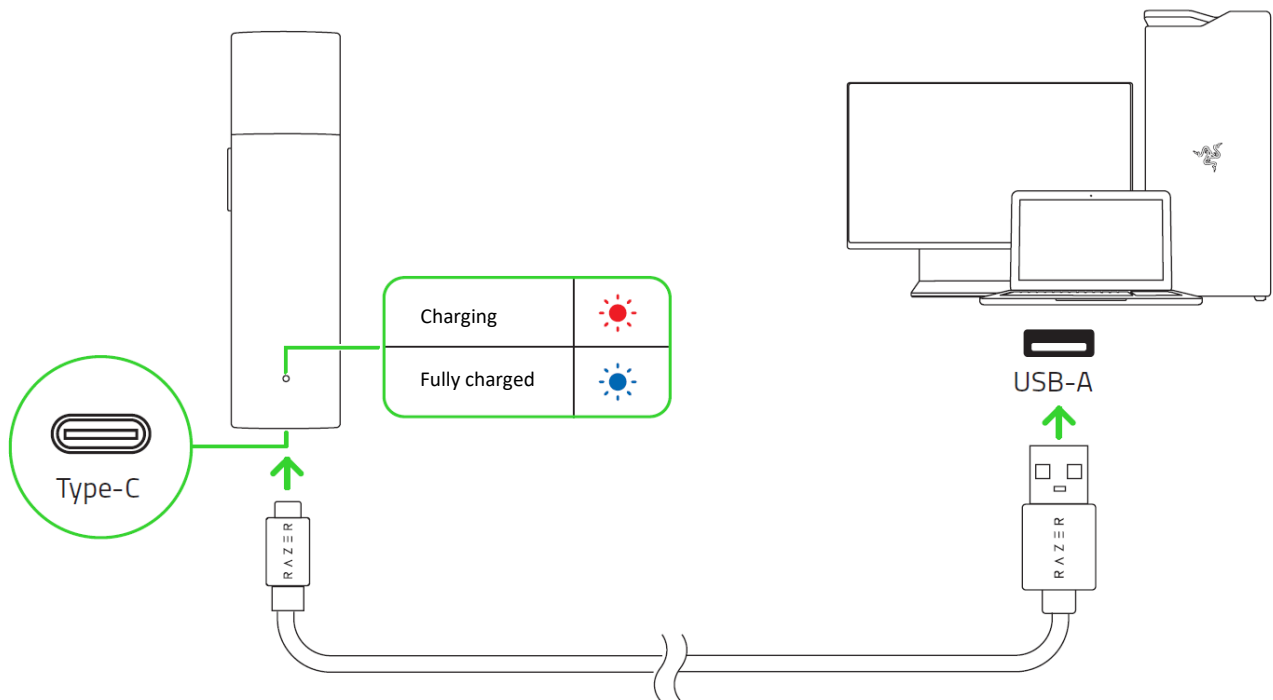 Charging
Fully charged
Type-C
USB-A
RAZER
RAZER